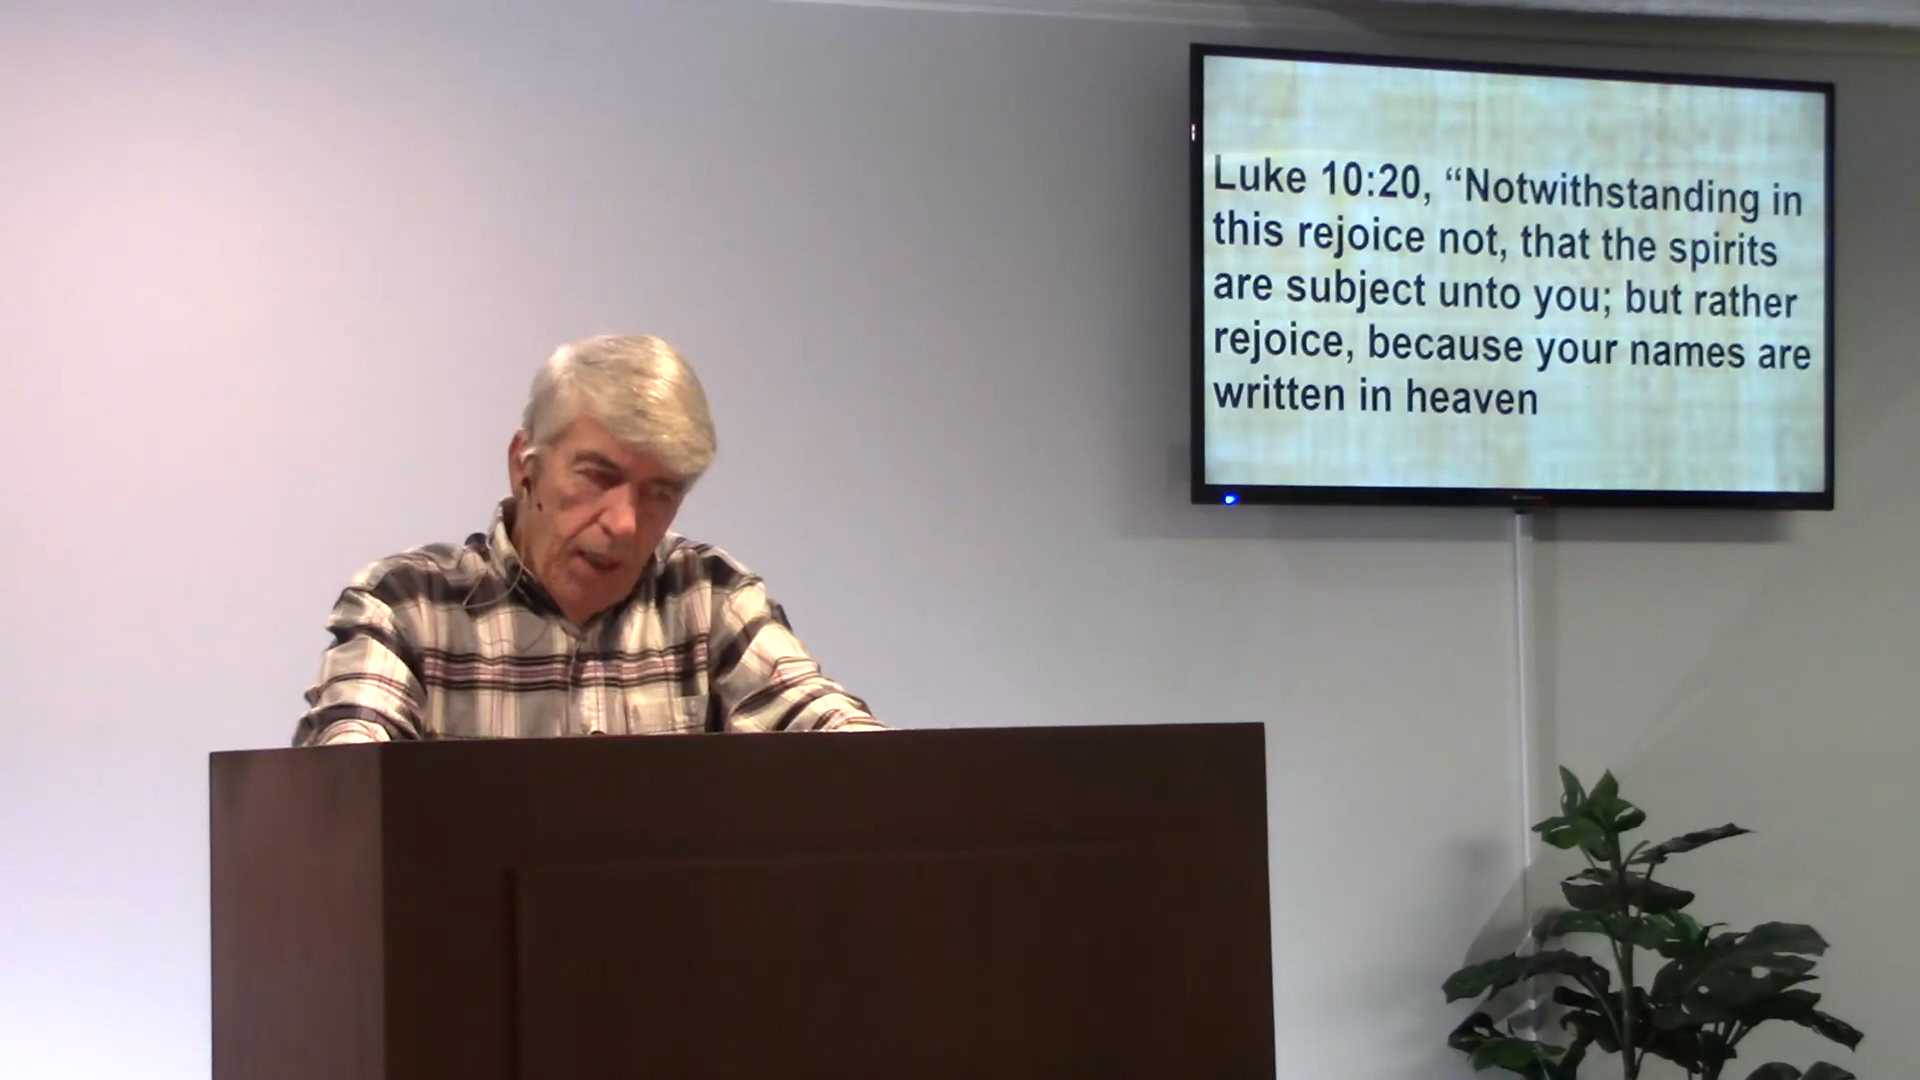 Luke 10:20, “Notwithstanding in
this rejoice not, that the spirits
are subject unto you; but rather
rejoice, because your names are
written in heaven